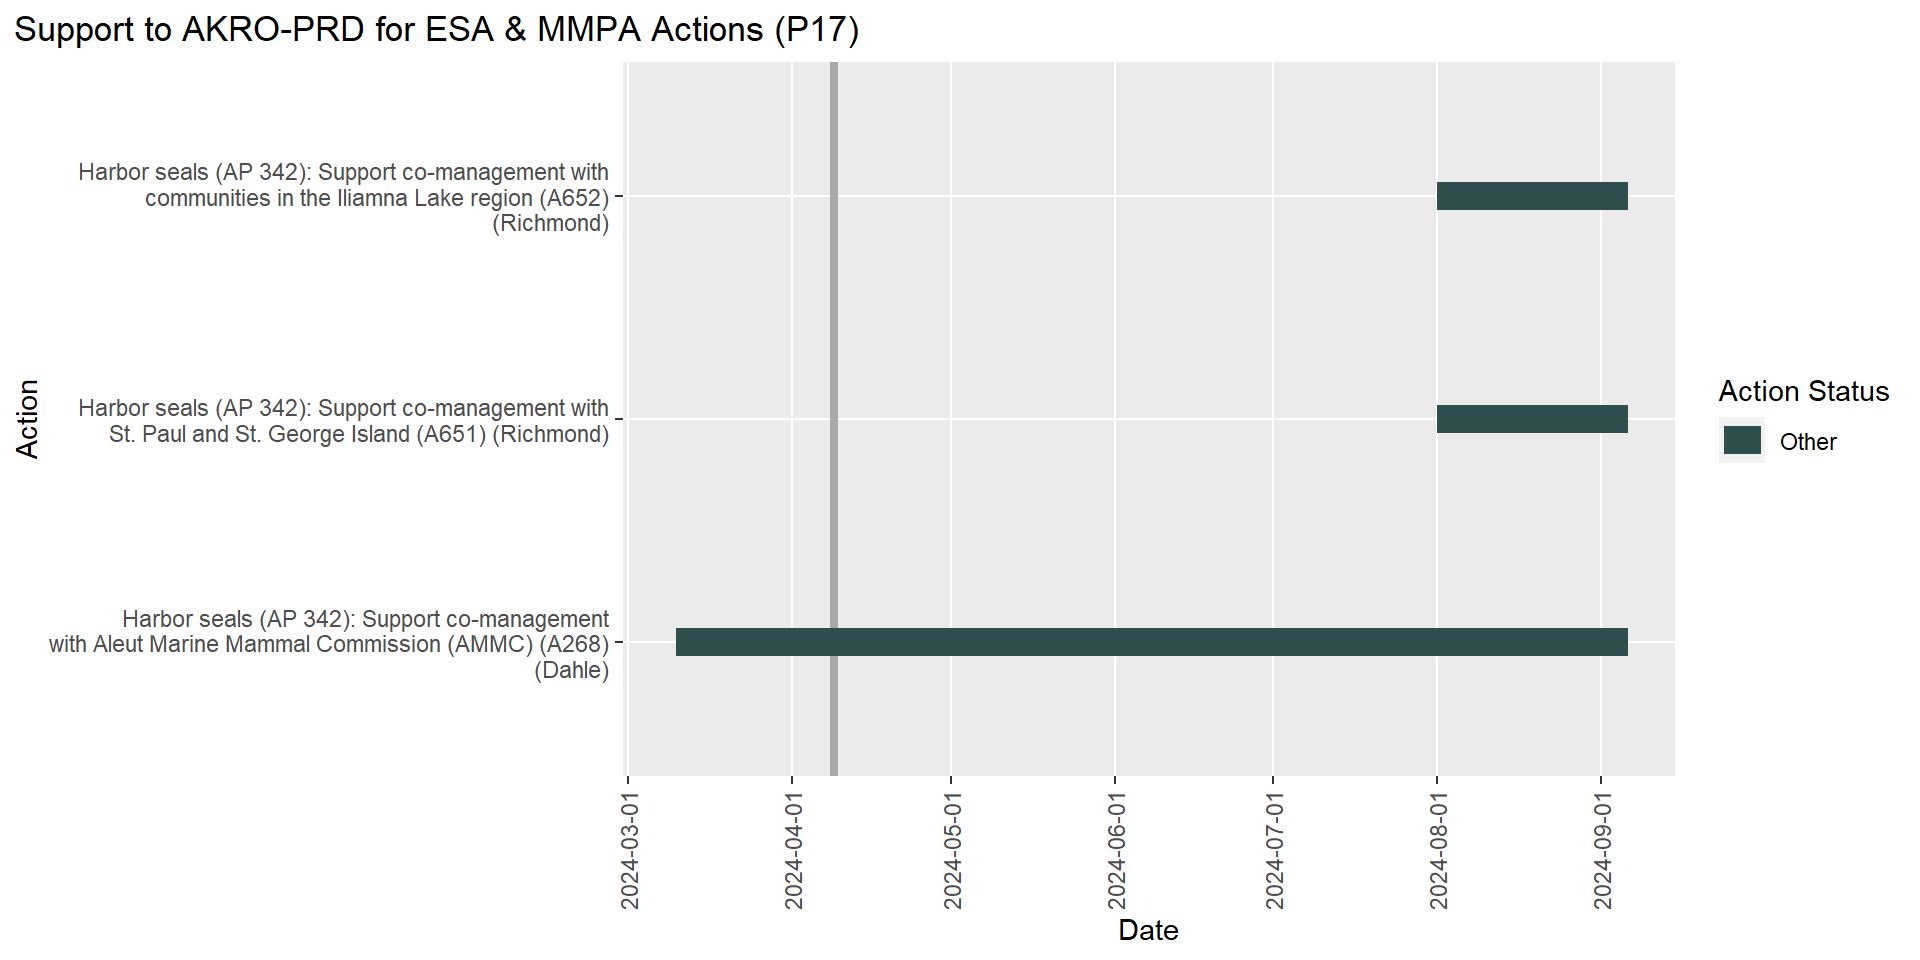 Support to AKRO-PRD for ESA & MMPA Actions (P17)
Harbor seals (AP 342): Support co-management with
communities in the Iliamna Lake region (A652)
(Richmond)
Harbor seals (AP 342): Support co-management with
St. Paul and St. George Island (A651) (Richmond)
Harbor seals (AP 342): Support co-management
with Aleut Marine Mammal Commission (AMMC) (A268)
(Dahle)
Action
2024-03-01
2024-04-01
2024-05-01
2024-06-01
2024-07-01
2024-08-01
2024-09-01
Date
Action Status
Other